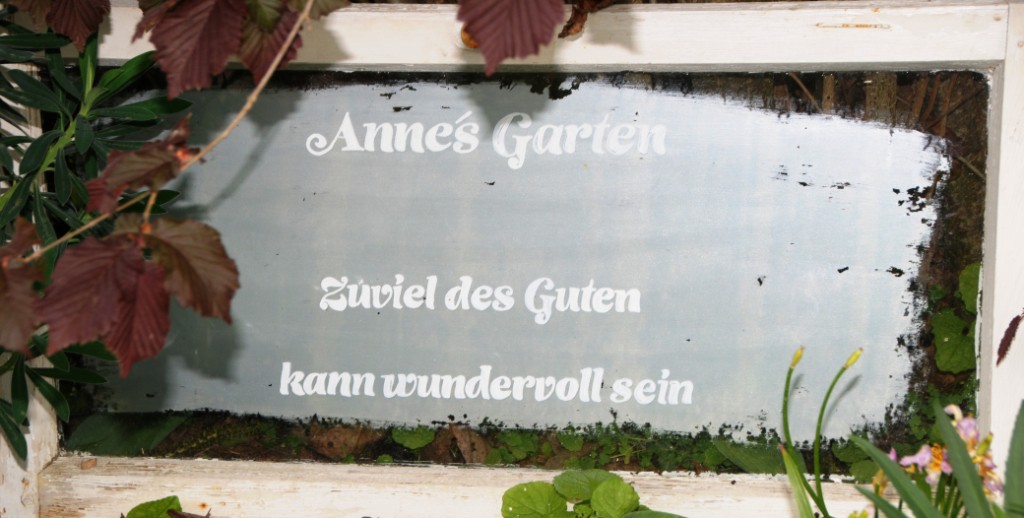 Anne´s Garten
Zuviel des Guten
kann wundervoll sein